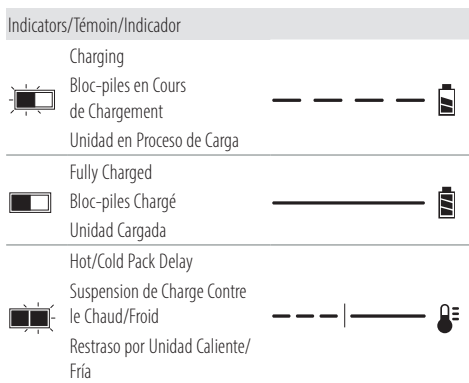 Indicators/Témoin/Indicador
Charging
Bloc-piles en Cours
de Chargement
Unidad en Proceso de Carga
Fully Charged
Bloc-piles Chargé
Unidad Cargada
Hot/Cold Pack Delay
Suspension de Charge Contre
le Chaud/Froid
Restraso por Unidad Caliente/
Fría